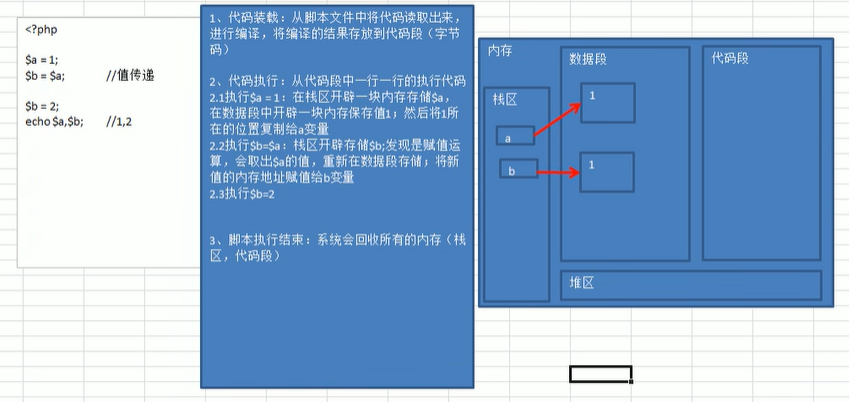 <?php
$a = 1;
$b = $a; //值传递
$b = 2;
echo $a,$b; //1,2
1、代码装载：从脚本文件中将代码读取出来，
进行编译，将编译的结果存放到代码段（字节
码）
2、代码执行：从代码段中一行一行的执行代码
2.1执行$a = 1：在栈区开辟一块内存存储$a，
在数据段中开辟一块内存保存值1；然后将1所
在的位置复制给a变量
2.2执行$b=$a：栈区开辟存储$b;发现是赋值运
算，会取出$a的值，重新在数据段存储；将新
值的内存地址赋值给b变量
2.3执行$b=2
3、脚本执行结束：系统会回收所有的内存（栈
区，代码段）
内存
栈区
a
b
数据段
1
1
代码段
堆区